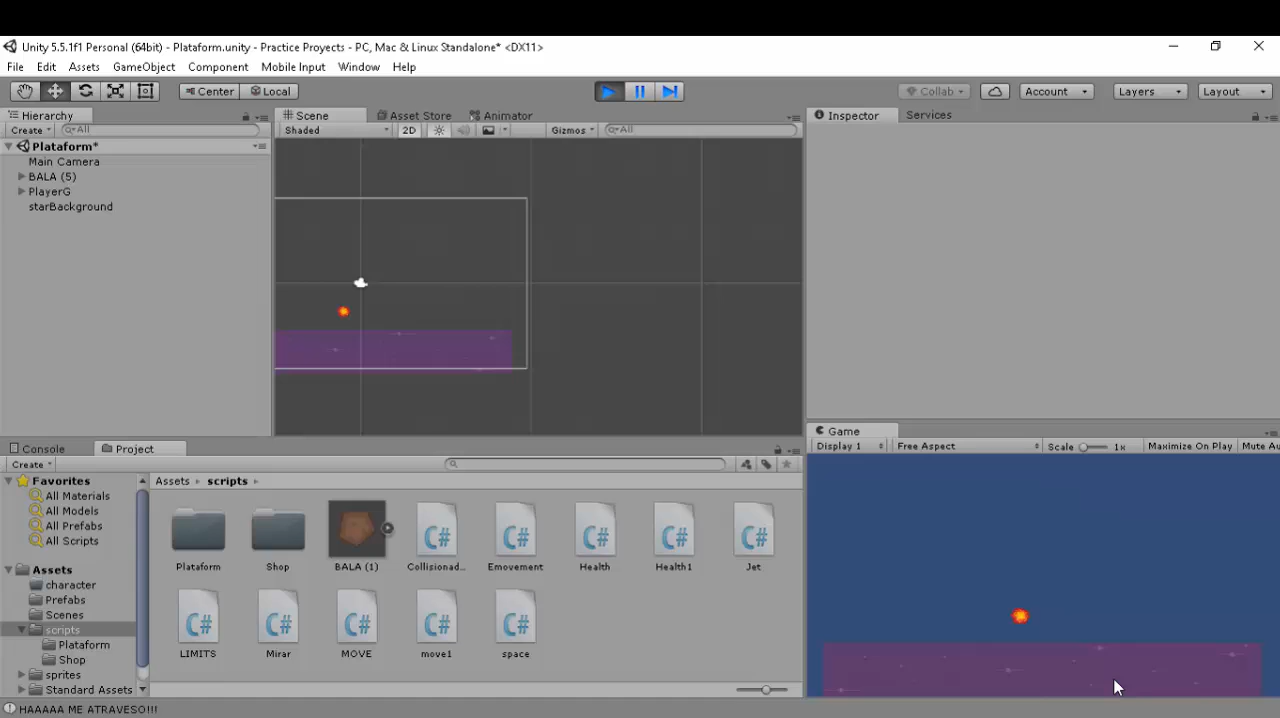 Unity 5.5.1f1 Personal (64bit) - Plataform.unity - Practice Proyects - PC, Mac & Linux Standalone* <DX11>
File Edit Assets GameObject Component Mobile Input Window Help
Center Local Collab Account Layers Layout
Hierarchy Scene Asset Store Animator Inspector Services
Create All Shaded 2D Gizmos All
Plataform*
Main Camera
BALA (5)
PlayerG
starBackground
Console Project Game
Display 1 Free Aspect Scale 1x Maximize On Play Mute Au
Create
Favorites Assets scripts
All Materials
All Models
All Prefabs
All Scripts
Plataform Shop BALA (1) Collisionad... Emovement Health Health1 Jet
Assets
character
Prefabs
Scenes
scripts
Plataform
Shop
sprites
Standard Assets
C# C# C# C# C#
C# C# C# C# C#
LIMITS Mirar MOVE move1 space
HAAAAA ME ATRAVESO!!!